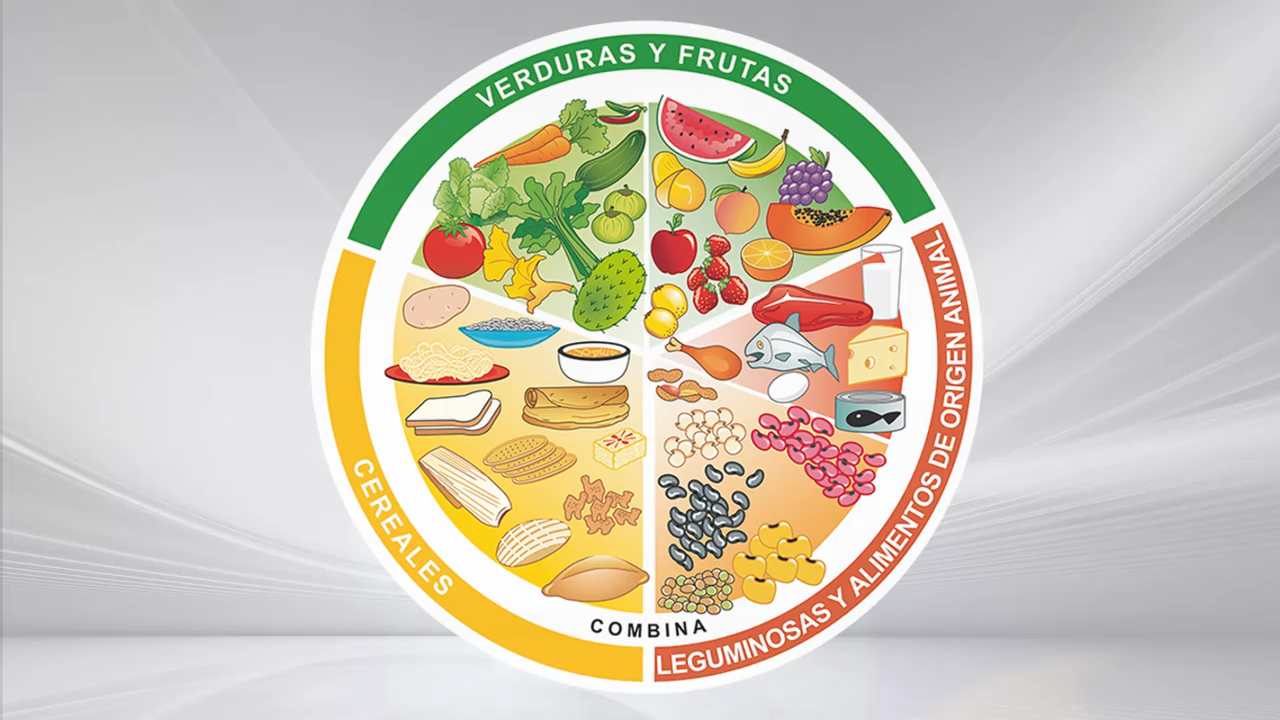 VERDURAS Y FRUTAS
CEREALES
LEGUMINOSAS Y ALIMENTOS DE ORIGEN ANIMAL
COMBINA